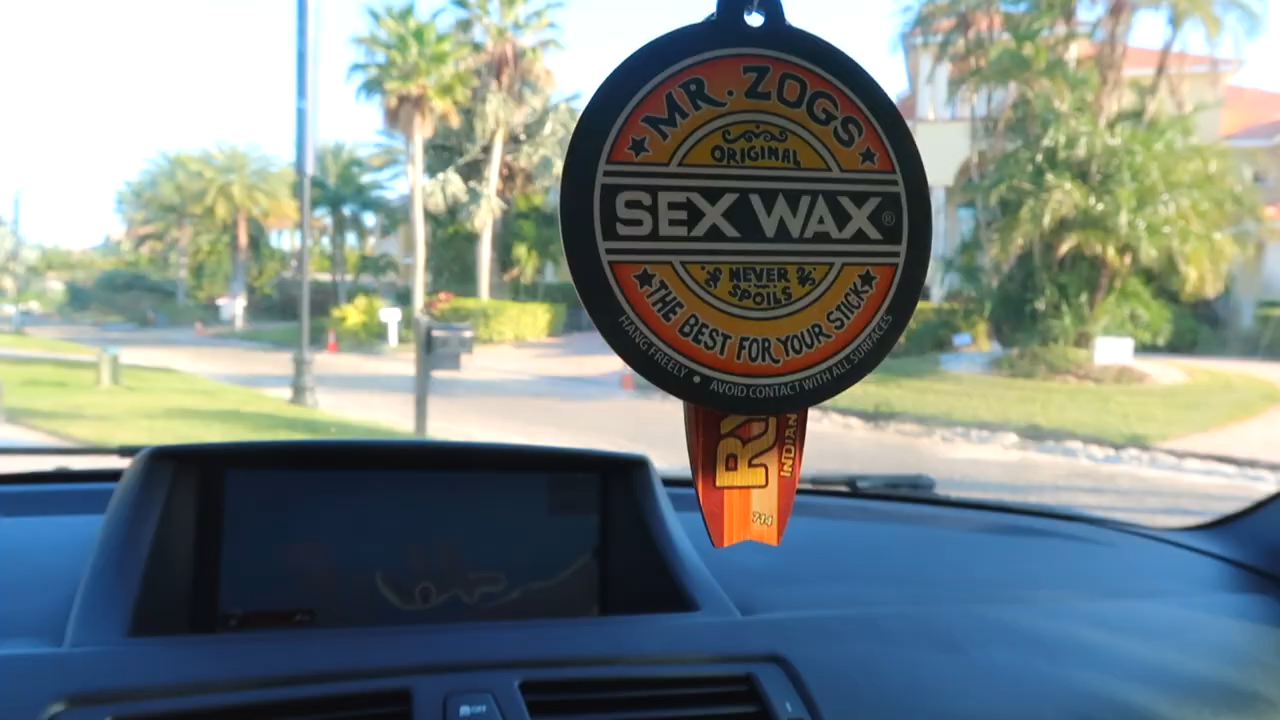 MR. ZOGS
ORIGINAL
SEX WAX®
NEVER
SPOILS
THE BEST FOR YOUR STICK
HANG FREELY • AVOID CONTACT WITH ALL SURFACES
INDIAN
714